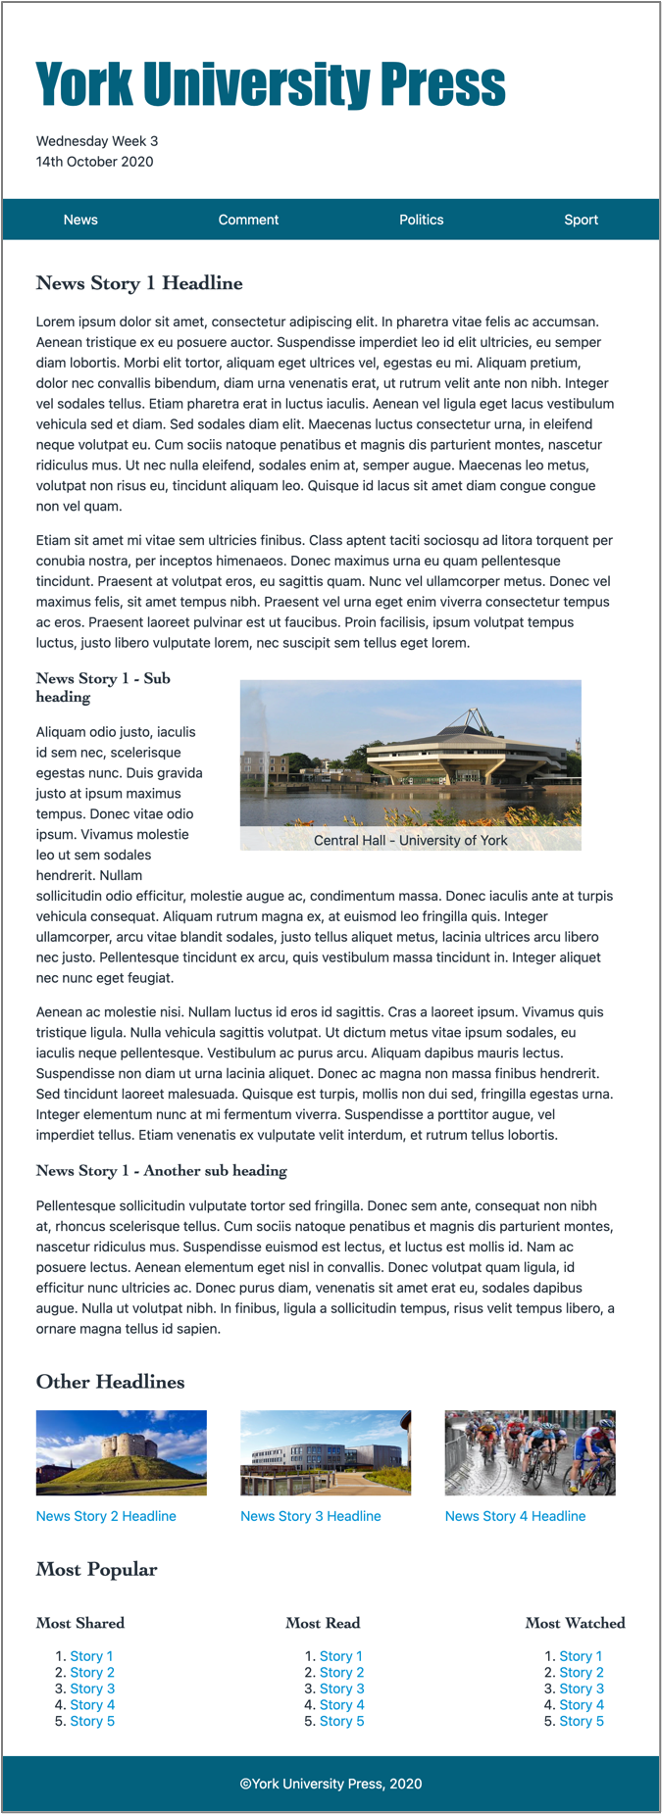 York University Press
Wednesday Week 3
14th October 2020
News Comment Politics Sport
News Story 1 Headline
Lorem ipsum dolor sit amet, consectetur adipiscing elit. In pharetra vitae felis ac accumsan.
Aenean tristique ex eu posuere auctor. Suspendisse imperdiet leo id elit ultricies, eu semper
diam lobortis. Morbi elit tortor, aliquam eget ultrices vel, egestas eu mi. Aliquam pretium,
dolor nec convallis bibendum, diam urna venenatis erat, ut rutrum velit ante non nibh. Integer
vel sodales tellus. Etiam pharetra erat in luctus iaculis. Aenean vel ligula eget lacus vestibulum
vehicula sed et diam. Sed sodales diam elit. Maecenas luctus consectetur urna, in eleifend
neque volutpat eu. Cum sociis natoque penatibus et magnis dis parturient montes, nascetur
ridiculus mus. Ut nec nulla eleifend, sodales enim at, semper augue. Maecenas leo metus,
volutpat non risus eu, tincidunt aliquam leo. Quisque id lacus sit amet diam congue congue
non vel quam.
Etiam sit amet mi vitae sem ultricies finibus. Class aptent taciti sociosqu ad litora torquent per
conubia nostra, per inceptos himenaeos. Donec maximus urna eu quam pellentesque
tincidunt. Praesent at volutpat eros, eu sagittis quam. Nunc vel ullamcorper metus. Donec vel
maximus felis, sit amet tempus nibh. Praesent vel urna eget enim viverra consectetur tempus
ac eros. Praesent laoreet pulvinar est ut faucibus. Proin facilisis, ipsum volutpat tempus
luctus, justo libero vulputate lorem, nec suscipit sem tellus eget lorem.
News Story 1 - Sub
heading
Aliquam odio justo, iaculis
id sem nec, scelerisque
egestas nunc. Duis gravida
justo at ipsum maximus
tempus. Donec vitae odio
ipsum. Vivamus molestie
leo ut sem sodales
hendrerit. Nullam
Central Hall - University of York
sollicitudin odio efficitur, molestie augue ac, condimentum massa. Donec iaculis ante at turpis
vehicula consequat. Aliquam rutrum magna ex, at euismod leo fringilla quis. Integer
ullamcorper, arcu vitae blandit sodales, justo tellus aliquet metus, lacinia ultrices arcu libero
nec justo. Pellentesque tincidunt ex arcu, quis vestibulum massa tincidunt in. Integer aliquet
nec nunc eget feugiat.
Aenean ac molestie nisi. Nullam luctus id eros id sagittis. Cras a laoreet ipsum. Vivamus quis
tristique ligula. Nulla vehicula sagittis volutpat. Ut dictum metus vitae ipsum sodales, eu
iaculis neque pellentesque. Vestibulum ac purus arcu. Aliquam dapibus mauris lectus.
Suspendisse non diam ut urna lacinia aliquet. Donec ac magna non massa finibus hendrerit.
Sed tincidunt laoreet malesuada. Quisque est turpis, mollis non dui sed, fringilla egestas urna.
Integer elementum nunc at mi fermentum viverra. Suspendisse a porttitor augue, vel
imperdiet tellus. Etiam venenatis ex vulputate velit interdum, et rutrum tellus lobortis.
News Story 1 - Another sub heading
Pellentesque sollicitudin vulputate tortor sed fringilla. Donec sem ante, consequat non nibh
at, rhoncus scelerisque tellus. Cum sociis natoque penatibus et magnis dis parturient montes,
nascetur ridiculus mus. Suspendisse euismod est lectus, et luctus est mollis id. Nam ac
posuere lectus. Aenean elementum eget nisl in convallis. Donec volutpat quam ligula, id
efficitur nunc ultricies ac. Donec purus diam, venenatis sit amet erat eu, sodales dapibus
augue. Nulla ut volutpat nibh. In finibus, ligula a sollicitudin tempus, risus velit tempus libero, a
ornare magna tellus id sapien.
Other Headlines
News Story 2 Headline
News Story 3 Headline
News Story 4 Headline
Most Popular
Most Shared
1. Story 1
2. Story 2
3. Story 3
4. Story 4
5. Story 5
Most Read
1. Story 1
2. Story 2
3. Story 3
4. Story 4
5. Story 5
Most Watched
1. Story 1
2. Story 2
3. Story 3
4. Story 4
5. Story 5
©York University Press, 2020